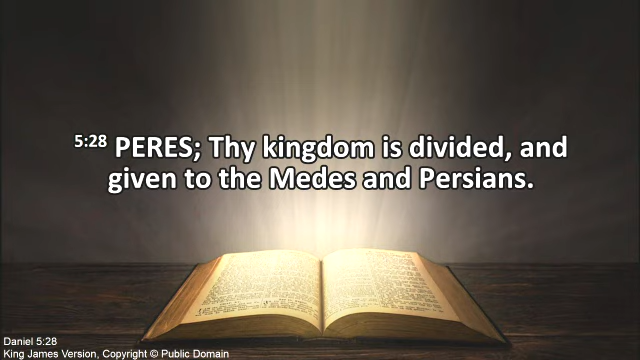 5:28 PERES; Thy kingdom is divided, and
given to the Medes and Persians.
Daniel 5:28
King James Version, Copyright © Public Domain